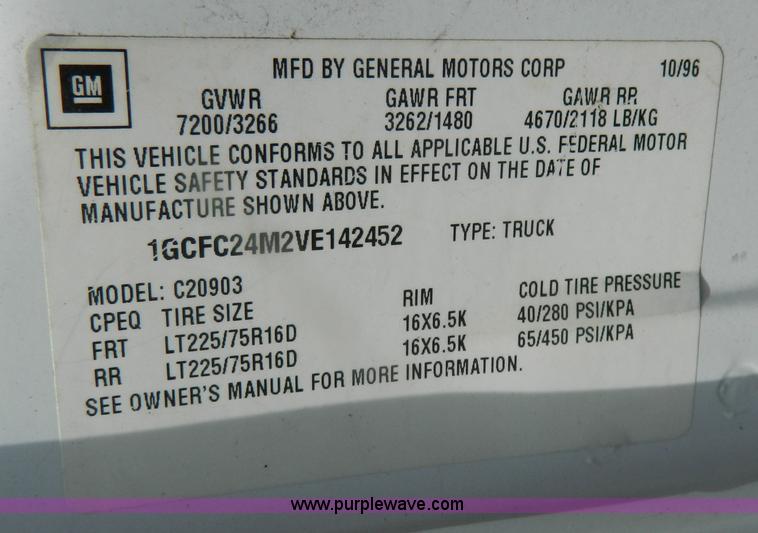 GM
MFD BY GENERAL MOTORS CORP 10/96
GVWR GAWR FRT GAWR RR
7200/3266 3262/1480 4670/2118 LB/KG
THIS VEHICLE CONFORMS TO ALL APPLICABLE U.S. FEDERAL MOTOR
VEHICLE SAFETY STANDARDS IN EFFECT ON THE DATE OF
MANUFACTURE SHOWN ABOVE.
1GCFC24M2VE142452 TYPE: TRUCK
MODEL: C20903
CPEQ TIRE SIZE RIM COLD TIRE PRESSURE
FRT LT225/75R16D 16X6.5K 40/280 PSI/KPA
RR LT225/75R16D 16X6.5K 65/450 PSI/KPA
SEE OWNER'S MANUAL FOR MORE INFORMATION.
www.purplewave.com